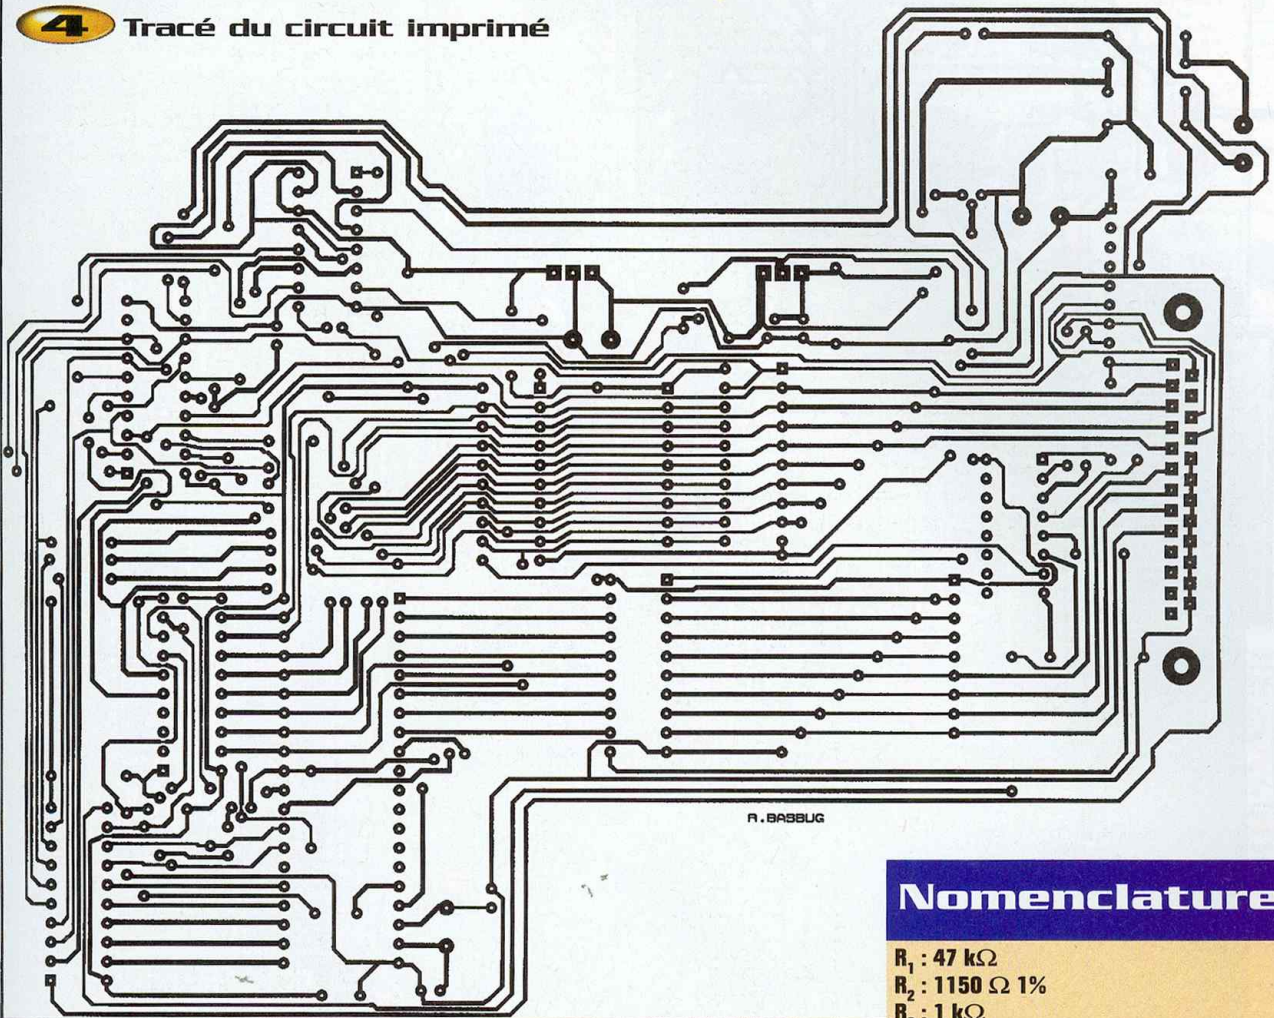 4 Tracé du circuit imprimé
R.BASBUG
Nomenclature
R1 : 47 kΩ
R2 : 1150 Ω 1%